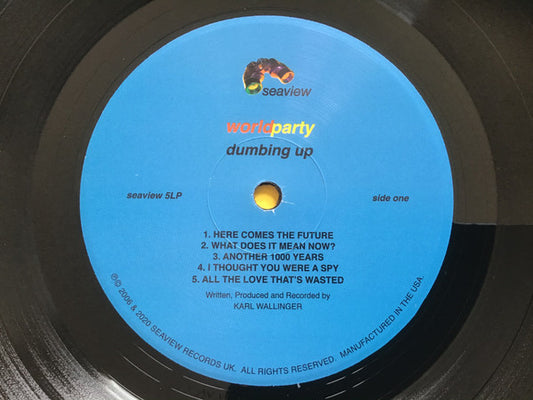 seaview
worldparty
dumbing up
seaview 5LP
side one
1. HERE COMES THE FUTURE
2. WHAT DOES IT MEAN NOW?
3. ANOTHER 1000 YEARS
4. I THOUGHT YOU WERE A SPY
5. ALL THE LOVE THAT'S WASTED
Written, Produced and Recorded by
KARL WALLINGER
℗© 2006 & 2020 SEAVIEW RECORDS UK. ALL RIGHTS RESERVED. MANUFACTURED IN THE USA.